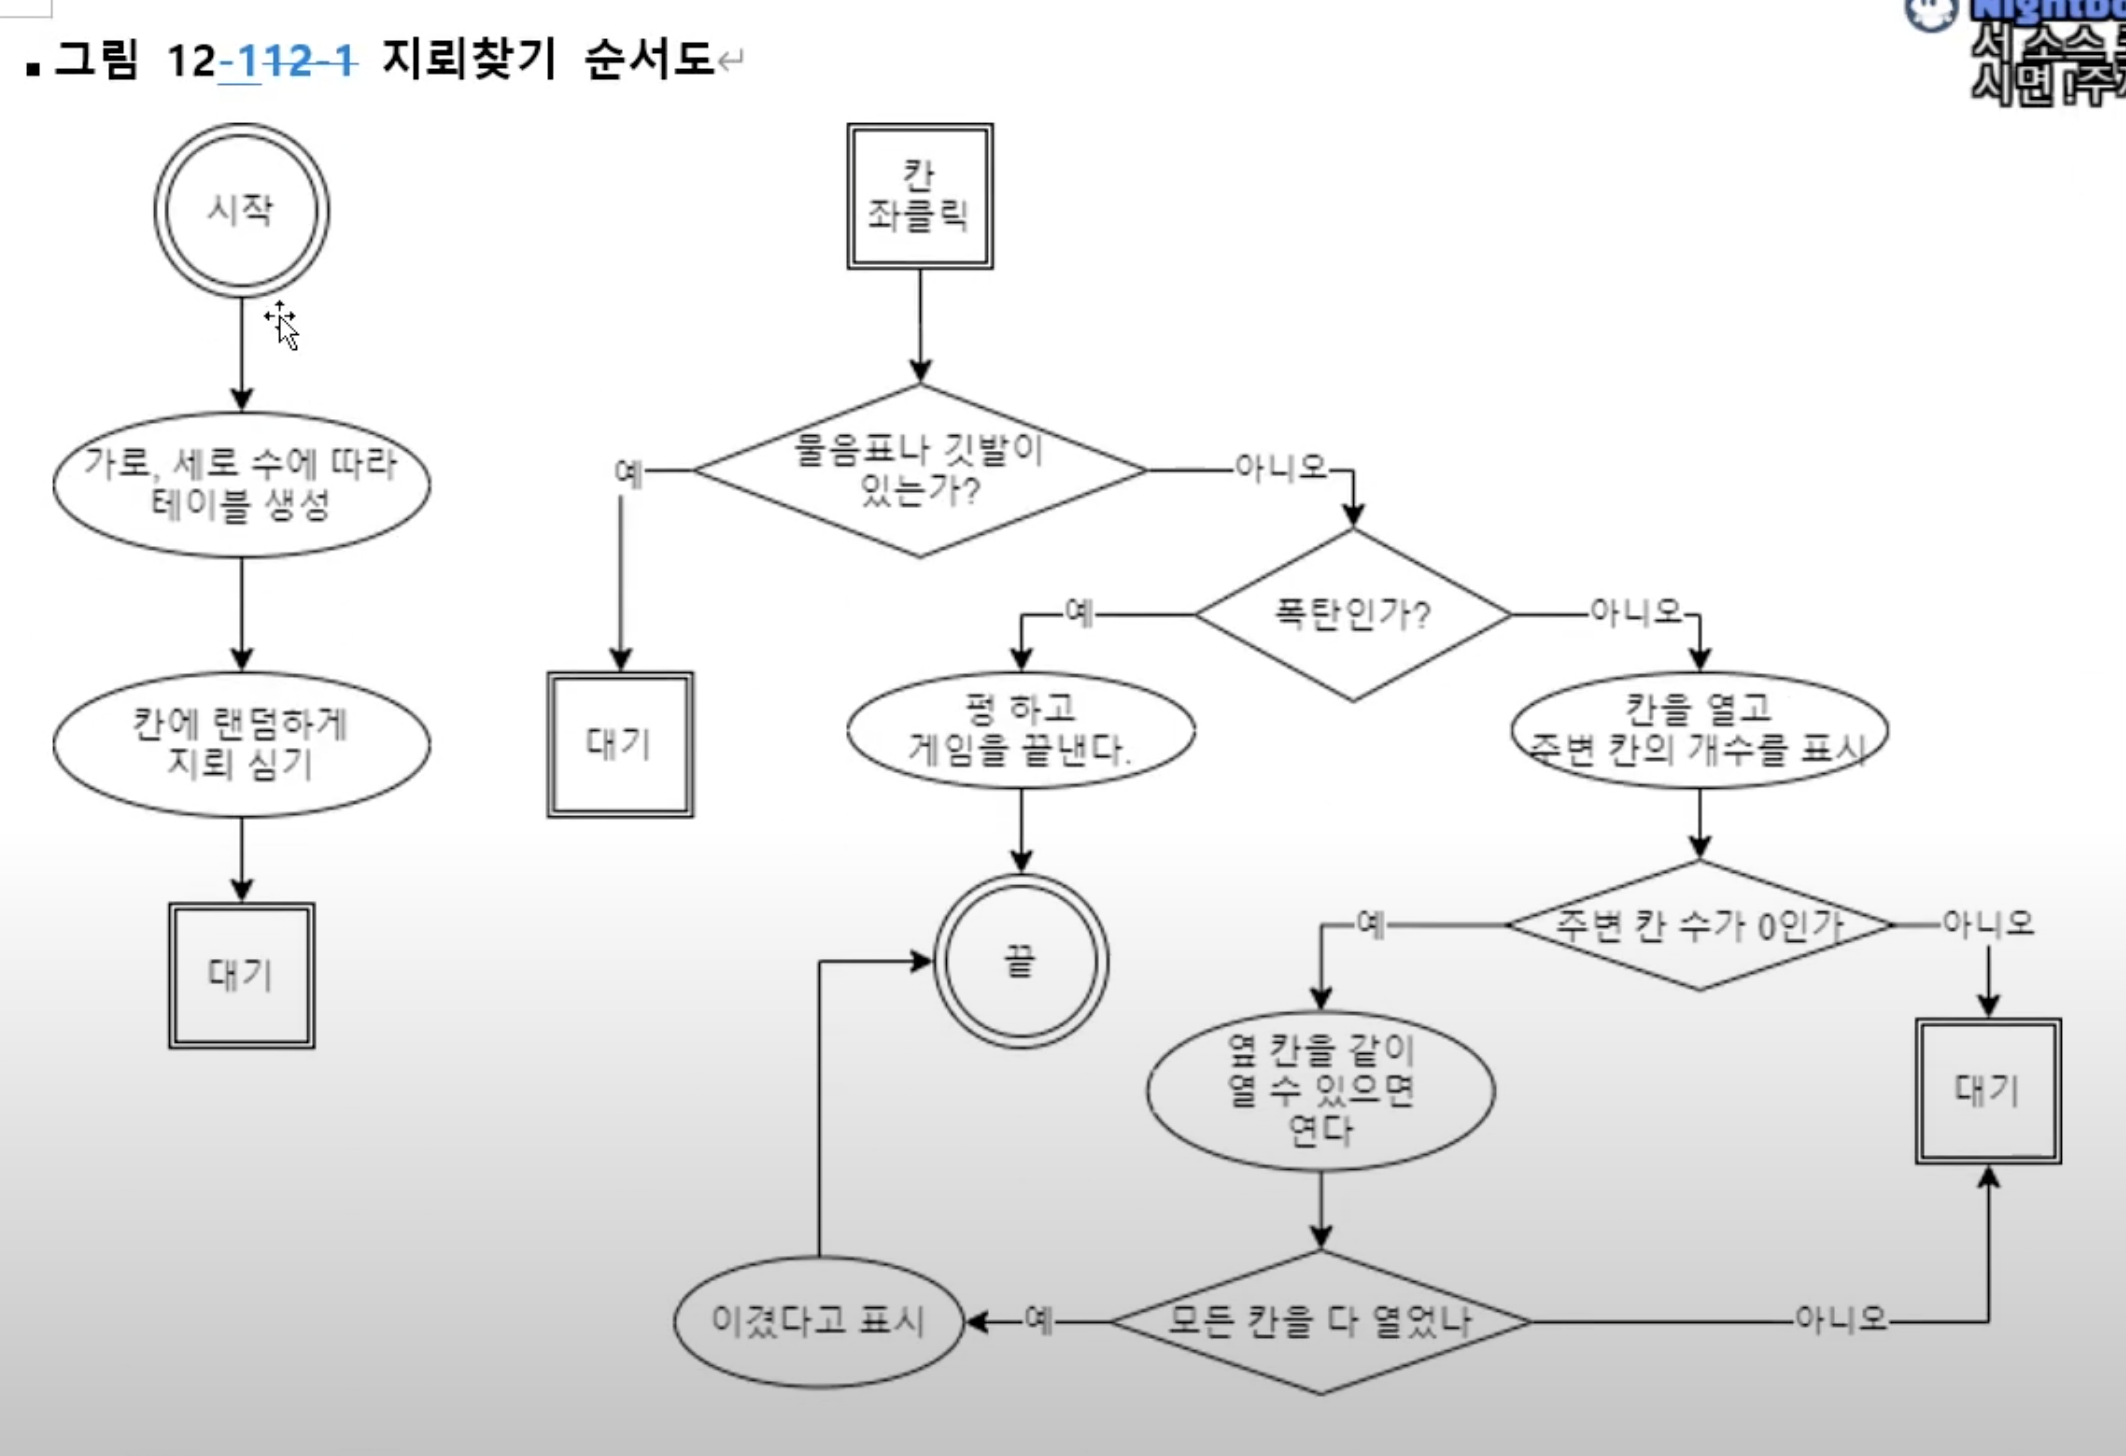 그림 12-112-1 지뢰찾기 순서도
시작
가로, 세로 수에 따라
테이블 생성
칸에 랜덤하게
지뢰 심기
대기
칸
좌클릭
물음표나 깃발이
있는가?
예
아니오
대기
폭탄인가?
예
아니오
펑 하고
게임을 끝낸다.
끝
칸을 열고
주변 칸의 개수를 표시
주변 칸 수가 0인가
예
아니오
옆 칸을 같이
열 수 있으면
연다
대기
모든 칸을 다 열었나
예
아니오
이겼다고 표시
서 소스
시면 !주